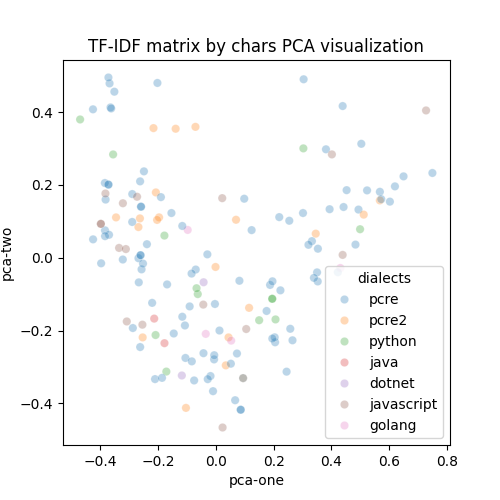 TF-IDF matrix by chars PCA visualization
0.4
0.2
0.0
−0.2
−0.4
pca-two
−0.4
−0.2
0.0
0.2
0.4
0.6
0.8
pca-one
dialects
pcre
pcre2
python
java
dotnet
javascript
golang